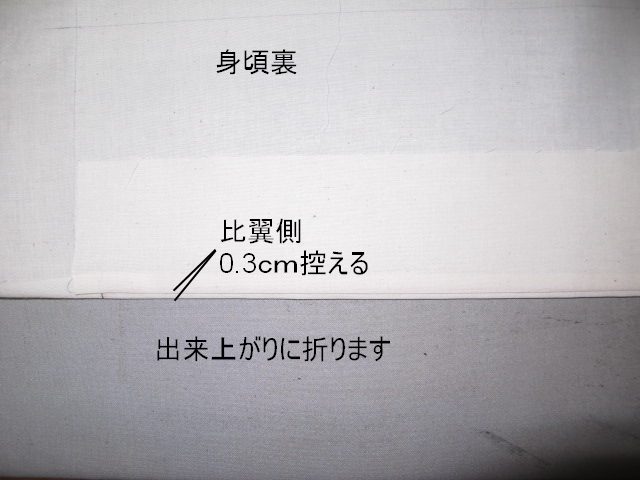 身頃裏
比翼側
0.3cm控える
出来上がりに折ります